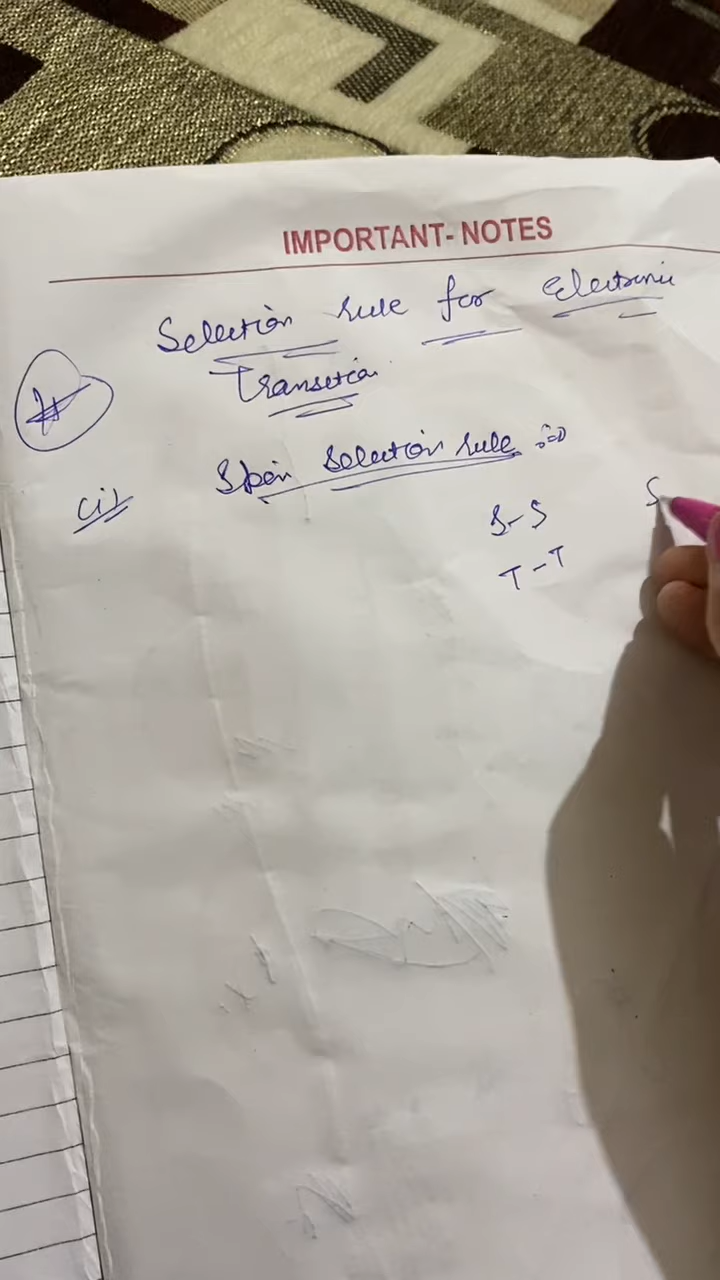 IMPORTANT- NOTES
Selection rule for Electronic
Transition
(i) Spin Selection rule :⇒
S-S S
T-T